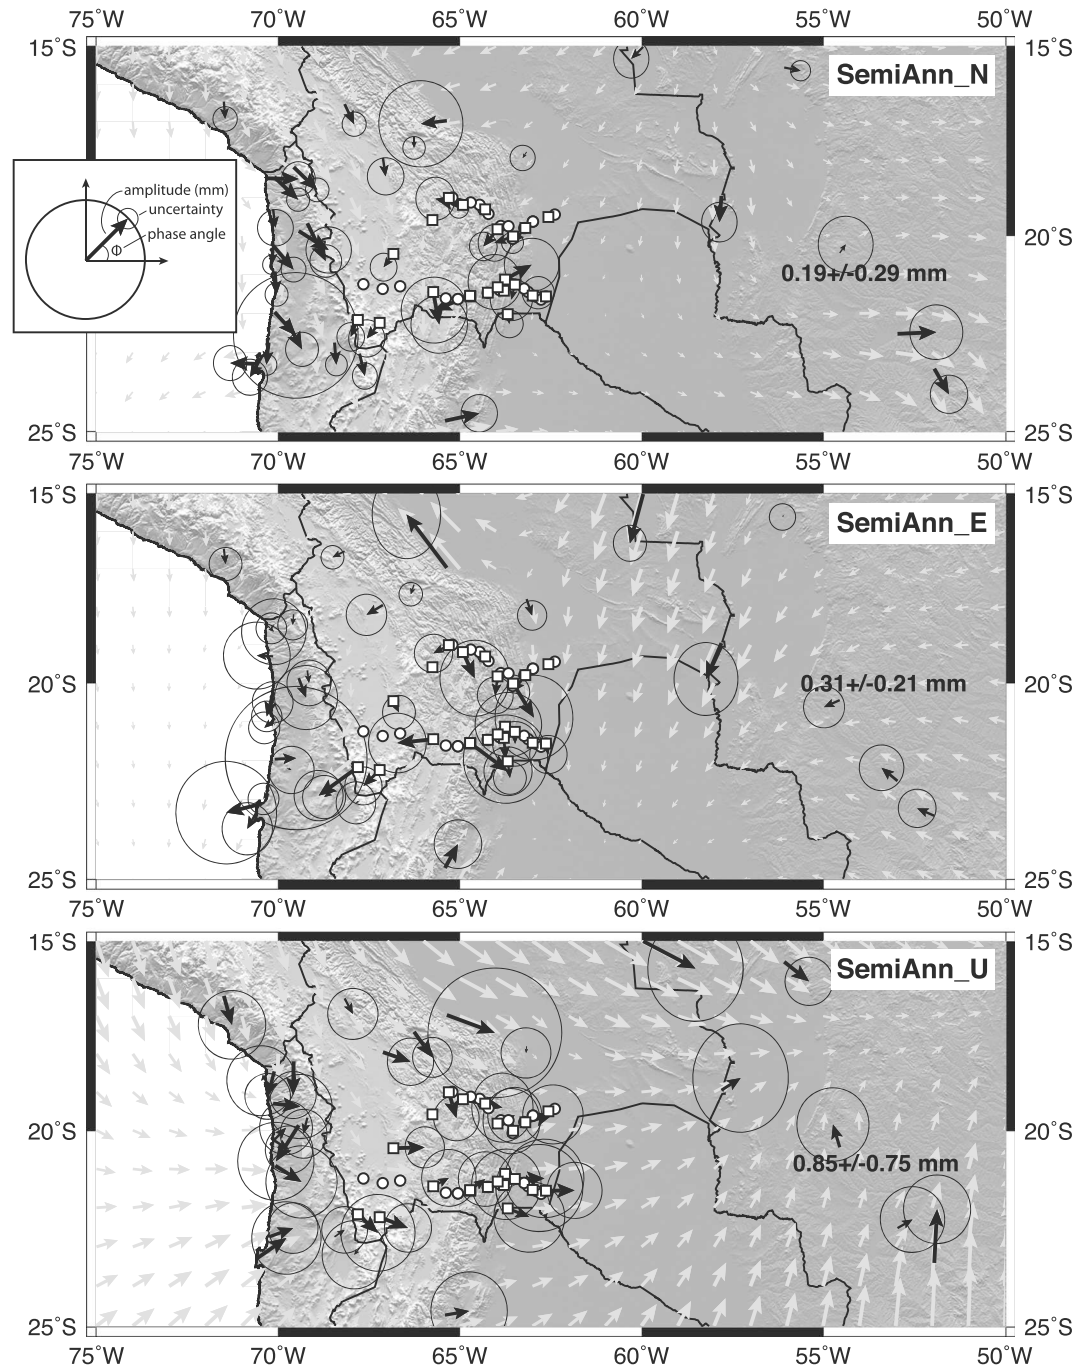 75°W 70°W 65°W 60°W 55°W 50°W
15°S 15°S
SemiAnn_N
amplitude (mm)
uncertainty
phase angle
Φ
20°S
0.19+/-0.29 mm
25°S 25°S
75°W 70°W 65°W 60°W 55°W 50°W
15°S 15°S
SemiAnn_E
20°S 20°S
0.31+/-0.21 mm
25°S 25°S
75°W 70°W 65°W 60°W 55°W 50°W
15°S 15°S
SemiAnn_U
20°S 20°S
0.85+/-0.75 mm
25°S 25°S
75°W 70°W 65°W 60°W 55°W 50°W